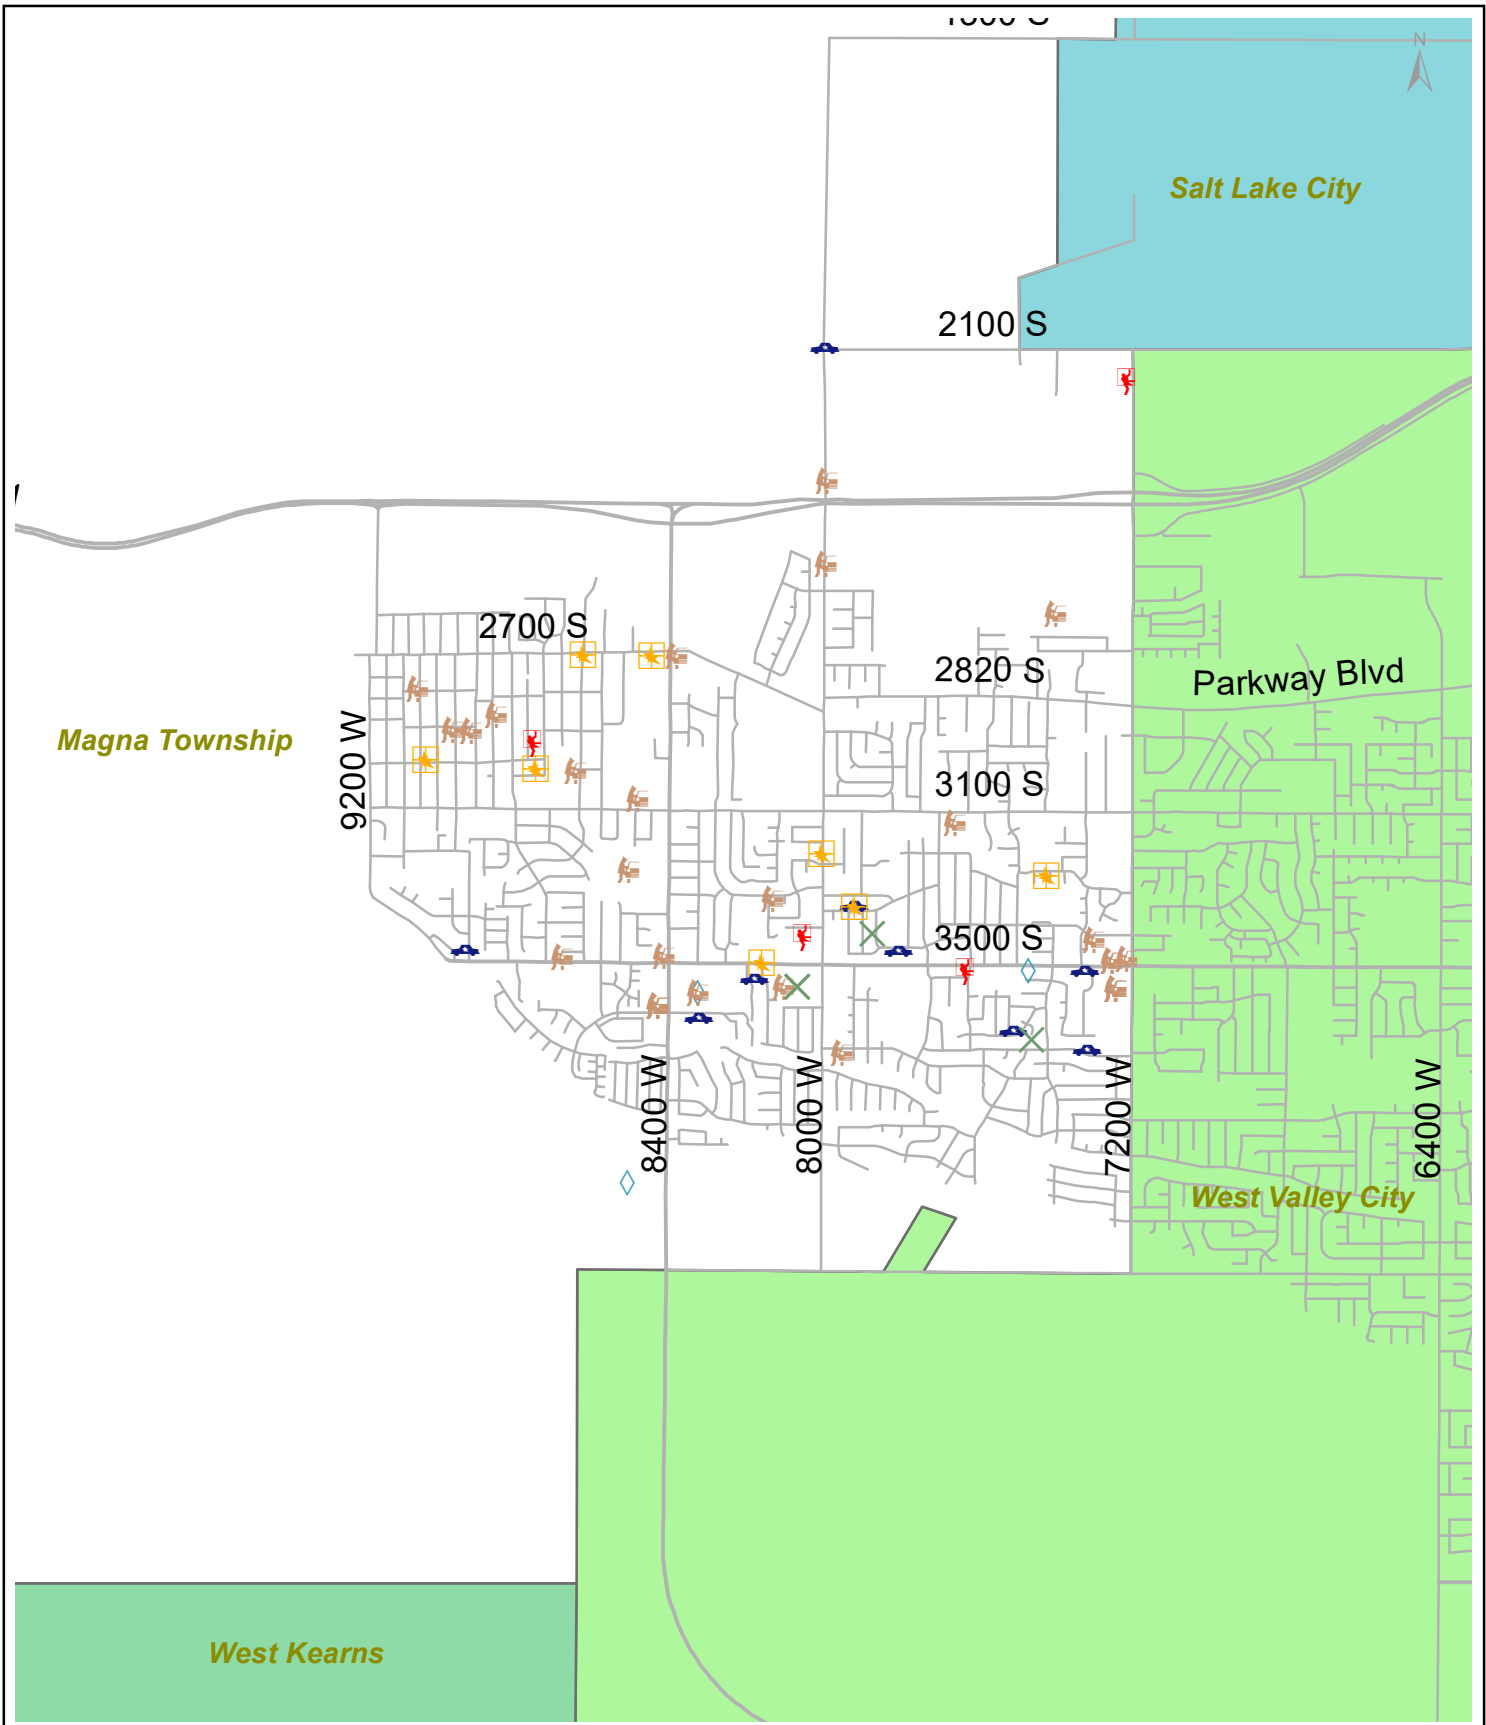 N
Salt Lake City
2100 S
2700 S
2820 S
Parkway Blvd
Magna Township
9200 W
3100 S
3500 S
8400 W
8000 W
7200 W
6400 W
West Valley City
West Kearns